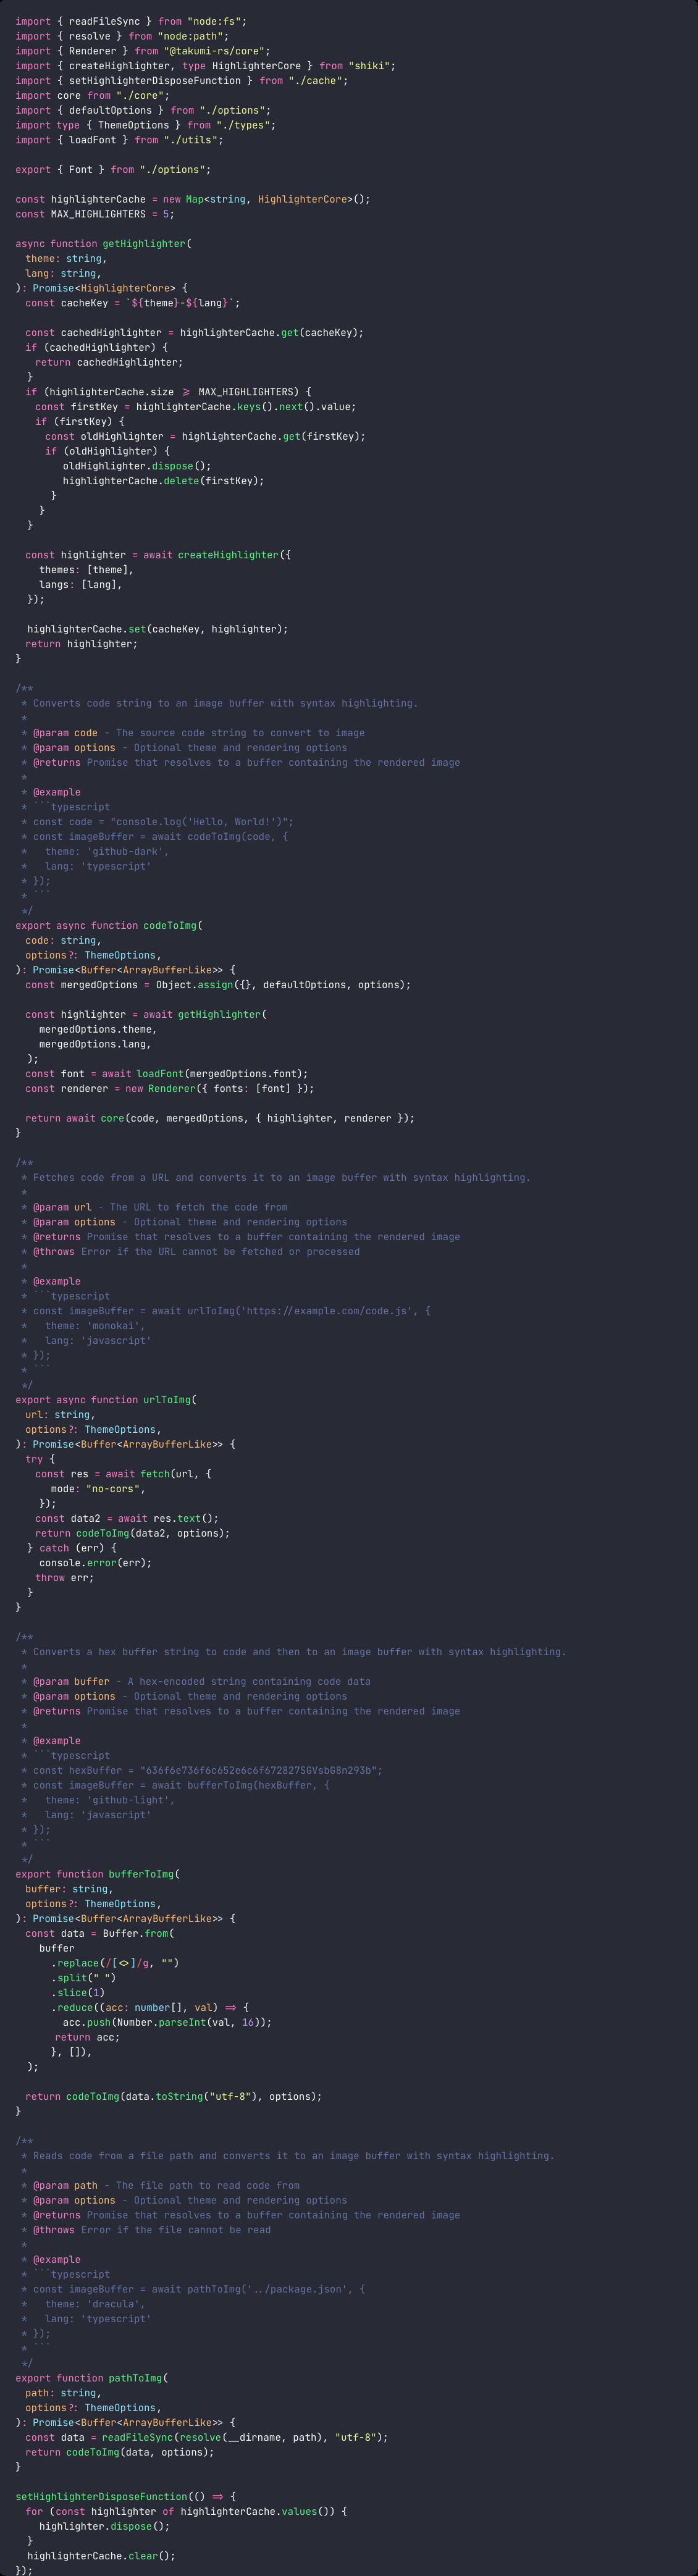 import { readFileSync } from "node:fs";
import { resolve } from "node:path";
import { Renderer } from "@takumi-rs/core";
import { createHighlighter, type HighlighterCore } from "shiki";
import { setHighlighterDisposeFunction } from "./cache";
import core from "./core";
import { defaultOptions } from "./options";
import type { ThemeOptions } from "./types";
import { loadFont } from "./utils";

export { Font } from "./options";

const highlighterCache = new Map<string, HighlighterCore>();
const MAX_HIGHLIGHTERS = 5;

async function getHighlighter(
  theme: string,
  lang: string,
): Promise<HighlighterCore> {
  const cacheKey = `${theme}-${lang}`;

  const cachedHighlighter = highlighterCache.get(cacheKey);
  if (cachedHighlighter) {
    return cachedHighlighter;
  }
  if (highlighterCache.size >= MAX_HIGHLIGHTERS) {
    const firstKey = highlighterCache.keys().next().value;
    if (firstKey) {
      const oldHighlighter = highlighterCache.get(firstKey);
      if (oldHighlighter) {
        oldHighlighter.dispose();
        highlighterCache.delete(firstKey);
      }
    }
  }

  const highlighter = await createHighlighter({
    themes: [theme],
    langs: [lang],
  });

  highlighterCache.set(cacheKey, highlighter);
  return highlighter;
}

/**
 * Converts code string to an image buffer with syntax highlighting.
 *
 * @param code - The source code string to convert to image
 * @param options - Optional theme and rendering options
 * @returns Promise that resolves to a buffer containing the rendered image
 *
 * @example
 * ```typescript
 * const code = "console.log('Hello, World!')";
 * const imageBuffer = await codeToImg(code, {
 *   theme: 'github-dark',
 *   lang: 'typescript'
 * });
 * ```
 */
export async function codeToImg(
  code: string,
  options?: ThemeOptions,
): Promise<Buffer<ArrayBufferLike>> {
  const mergedOptions = Object.assign({}, defaultOptions, options);

  const highlighter = await getHighlighter(
    mergedOptions.theme,
    mergedOptions.lang,
  );
  const font = await loadFont(mergedOptions.font);
  const renderer = new Renderer({ fonts: [font] });

  return await core(code, mergedOptions, { highlighter, renderer });
}

/**
 * Fetches code from a URL and converts it to an image buffer with syntax highlighting.
 *
 * @param url - The URL to fetch the code from
 * @param options - Optional theme and rendering options
 * @returns Promise that resolves to a buffer containing the rendered image
 * @throws Error if the URL cannot be fetched or processed
 *
 * @example
 * ```typescript
 * const imageBuffer = await urlToImg('https://example.com/code.js', {
 *   theme: 'monokai',
 *   lang: 'javascript'
 * });
 * ```
 */
export async function urlToImg(
  url: string,
  options?: ThemeOptions,
): Promise<Buffer<ArrayBufferLike>> {
  try {
    const res = await fetch(url, {
      mode: "no-cors",
    });
    const data2 = await res.text();
    return codeToImg(data2, options);
  } catch (err) {
    console.error(err);
    throw err;
  }
}

/**
 * Converts a hex buffer string to code and then to an image buffer with syntax highlighting.
 *
 * @param buffer - A hex-encoded string containing code data
 * @param options - Optional theme and rendering options
 * @returns Promise that resolves to a buffer containing the rendered image
 *
 * @example
 * ```typescript
 * const hexBuffer = "636f6e736f6c652e6c6f672827SGVsbG8n293b";
 * const imageBuffer = await bufferToImg(hexBuffer, {
 *   theme: 'github-light',
 *   lang: 'javascript'
 * });
 * ```
 */
export function bufferToImg(
  buffer: string,
  options?: ThemeOptions,
): Promise<Buffer<ArrayBufferLike>> {
  const data = Buffer.from(
    buffer
      .replace(/[<>]/g, "")
      .split(" ")
      .slice(1)
      .reduce((acc: number[], val) => {
        acc.push(Number.parseInt(val, 16));
        return acc;
      }, []),
  );

  return codeToImg(data.toString("utf-8"), options);
}

/**
 * Reads code from a file path and converts it to an image buffer with syntax highlighting.
 *
 * @param path - The file path to read code from
 * @param options - Optional theme and rendering options
 * @returns Promise that resolves to a buffer containing the rendered image
 * @throws Error if the file cannot be read
 *
 * @example
 * ```typescript
 * const imageBuffer = await pathToImg('../package.json', {
 *   theme: 'dracula',
 *   lang: 'typescript'
 * });
 * ```
 */
export function pathToImg(
  path: string,
  options?: ThemeOptions,
): Promise<Buffer<ArrayBufferLike>> {
  const data = readFileSync(resolve(__dirname, path), "utf-8");
  return codeToImg(data, options);
}

setHighlighterDisposeFunction(() => {
  for (const highlighter of highlighterCache.values()) {
    highlighter.dispose();
  }
  highlighterCache.clear();
});